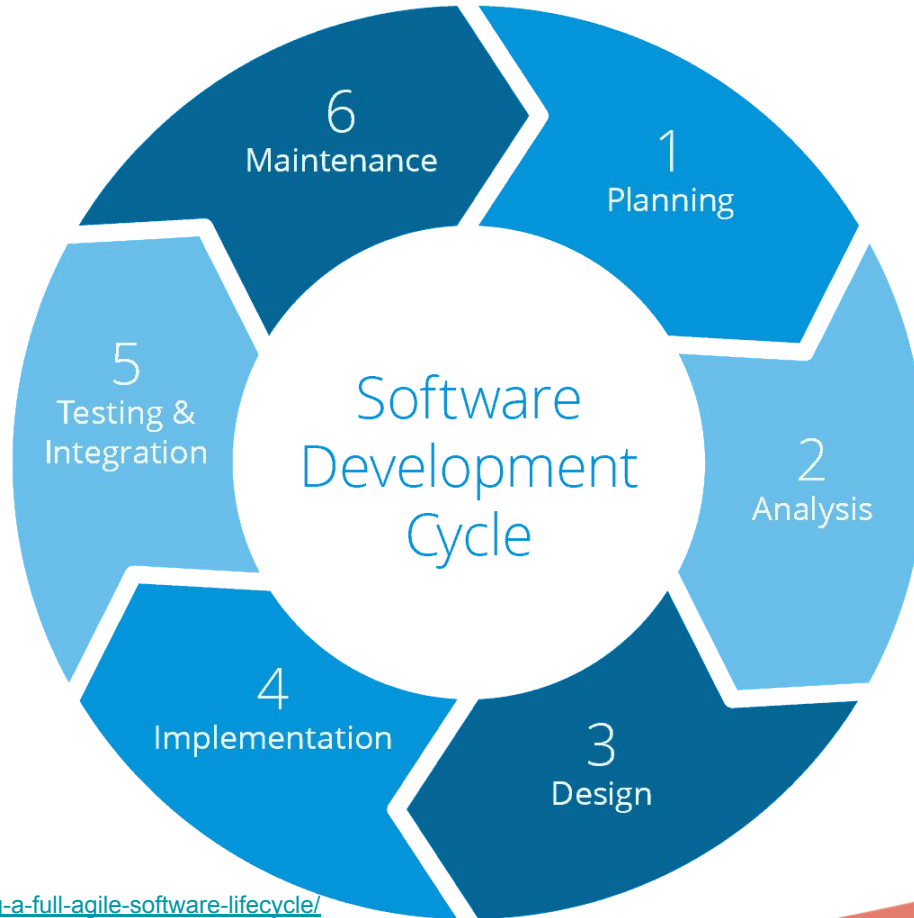 6
Maintenance
1
Planning
5
Testing &
Integration
Software
Development
Cycle
2
Analysis
4
Implementation
3
Design
-a-full-agile-software-lifecycle/